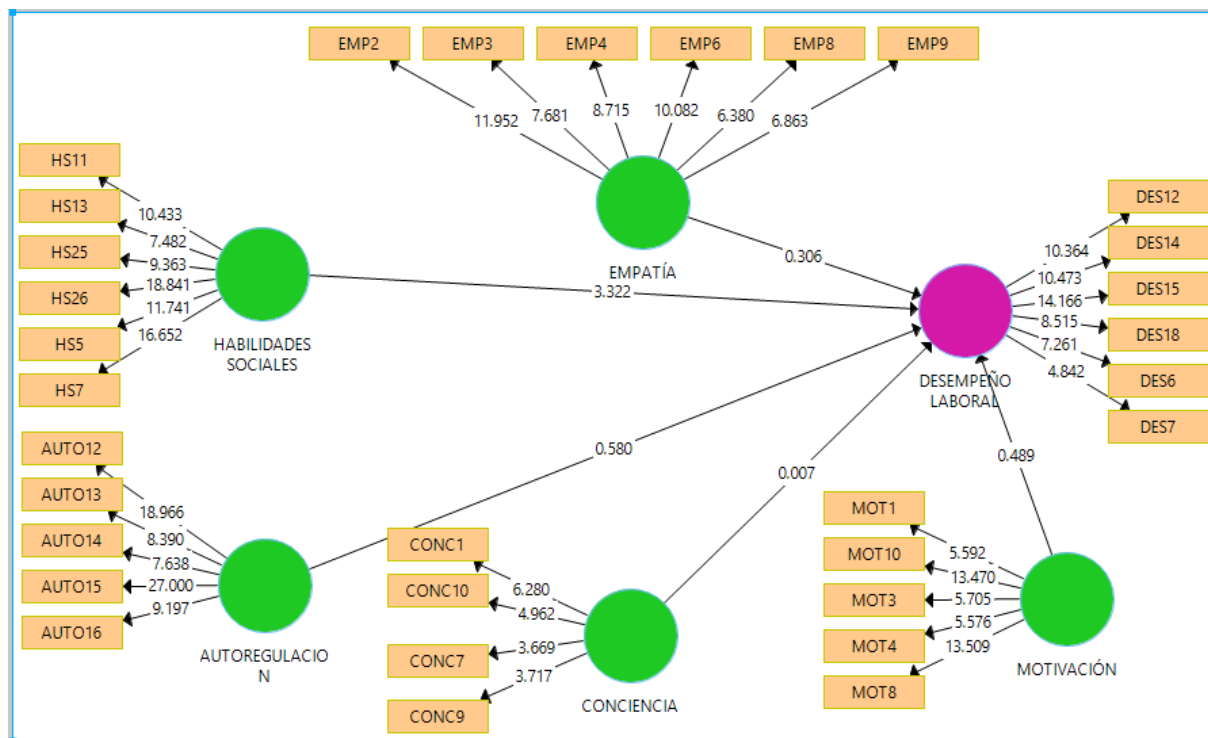 EMP2 EMP3 EMP4 EMP6 EMP8 EMP9
11.952 7.681 8.715 10.082 6.380 6.863
EMPATÍA
HS11
HS13
HS25
HS26
HS5
HS7
10.433
7.482
9.363
18.841
11.741
16.652
HABILIDADES
SOCIALES
0.306
3.322
DES12
DES14
DES15
DES18
DES6
DES7
10.364
10.473
14.166
8.515
7.261
4.842
DESEMPEÑO
LABORAL
AUTO12
AUTO13
AUTO14
AUTO15
AUTO16
18.966
8.390
7.638
27.000
9.197
AUTOREGULACIO
N
0.580
0.007
0.489
CONC1
CONC10
CONC7
CONC9
6.280
4.962
3.669
3.717
CONCIENCIA
MOT1
MOT10
MOT3
MOT4
MOT8
5.592
13.470
5.705
5.576
13.509
MOTIVACIÓN